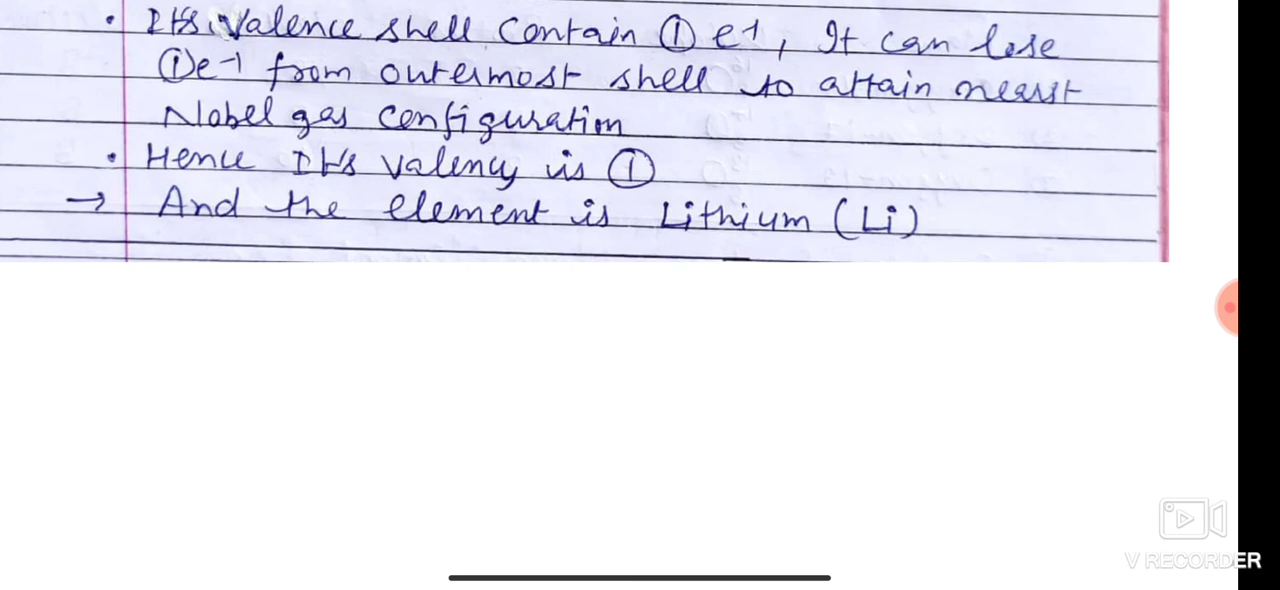 • It's valence shell contain ① e-1, It can lose
①e-1 from outermost shell to attain nearst
Nobel gas configuration
• Hence It's valency is ①
→ And the element is Lithium (Li)
V RECORDER